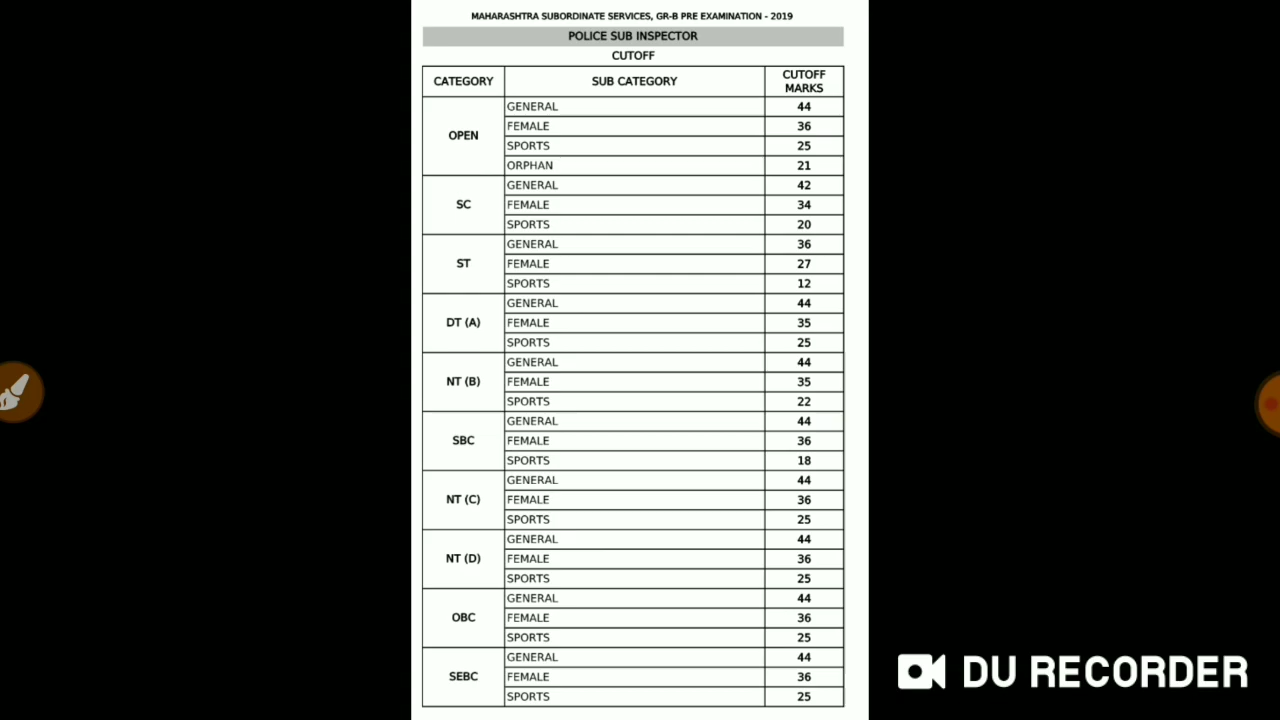 MAHARASHTRA SUBORDINATE SERVICES, GR-B PRE EXAMINATION - 2019
POLICE SUB INSPECTOR
CUTOFF
CATEGORY SUB CATEGORY CUTOFF MARKS
OPEN
GENERAL 44
FEMALE 36
SPORTS 25
ORPHAN 21
SC
GENERAL 42
FEMALE 34
SPORTS 20
ST
GENERAL 36
FEMALE 27
SPORTS 12
DT (A)
GENERAL 44
FEMALE 35
SPORTS 25
NT (B)
GENERAL 44
FEMALE 35
SPORTS 22
SBC
GENERAL 44
FEMALE 36
SPORTS 18
NT (C)
GENERAL 44
FEMALE 36
SPORTS 25
NT (D)
GENERAL 44
FEMALE 36
SPORTS 25
OBC
GENERAL 44
FEMALE 36
SPORTS 25
SEBC
GENERAL 44
FEMALE 36
SPORTS 25
DU RECORDER